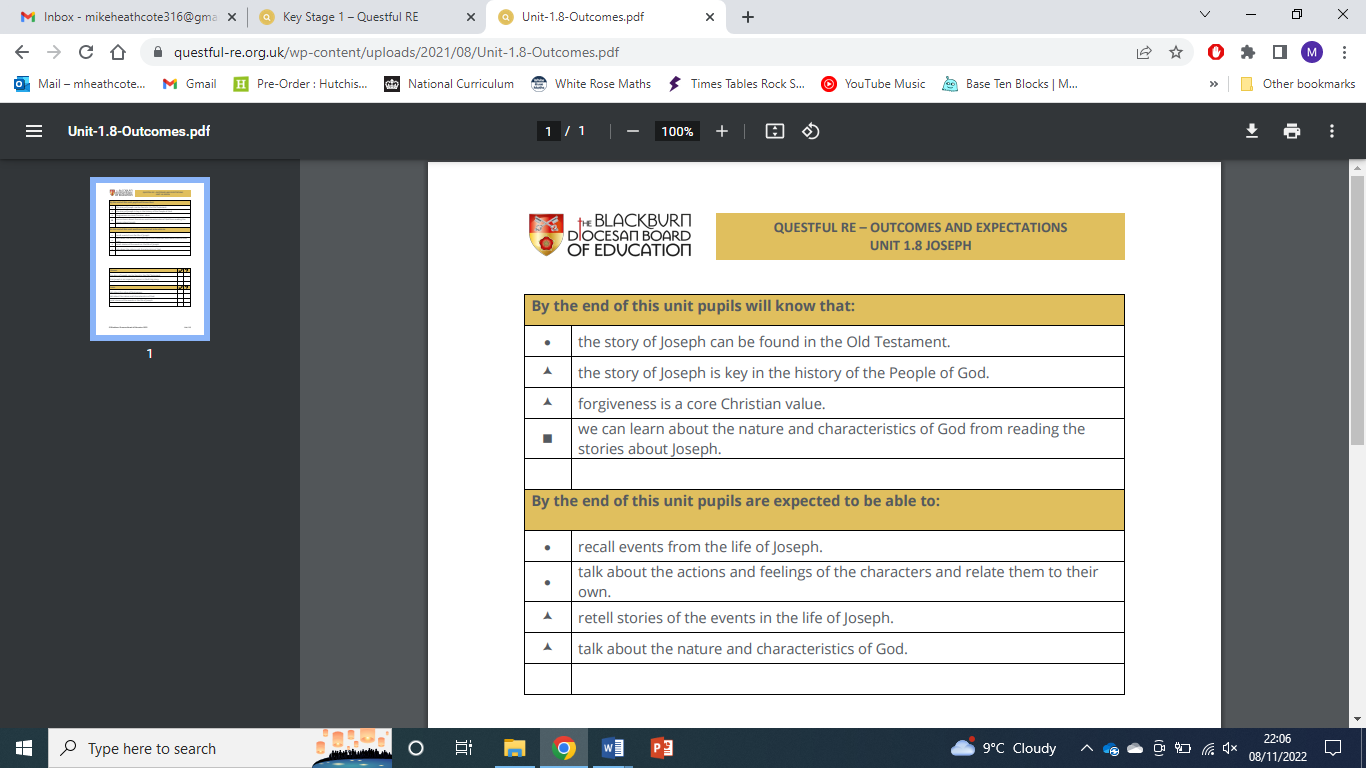 Inbox - mikeheathcote316@gma
Key Stage 1 – Questful RE
Unit-1.8-Outcomes.pdf
questful-re.org.uk/wp-content/uploads/2021/08/Unit-1.8-Outcomes.pdf
M
Mail – mheathcote...
Gmail
Pre-Order : Hutchis...
National Curriculum
White Rose Maths
Times Tables Rock S...
YouTube Music
Base Ten Blocks | M...
»
Other bookmarks
Unit-1.8-Outcomes.pdf
1 / 1
100%
1
THE BLACKBURN
DIOCESAN BOARD
OF EDUCATION
QUESTFUL RE – OUTCOMES AND EXPECTATIONS
UNIT 1.8 JOSEPH
By the end of this unit pupils will know that:
the story of Joseph can be found in the Old Testament.
the story of Joseph is key in the history of the People of God.
forgiveness is a core Christian value.
we can learn about the nature and characteristics of God from reading the
stories about Joseph.
By the end of this unit pupils are expected to be able to:
recall events from the life of Joseph.
talk about the actions and feelings of the characters and relate them to their
own.
retell stories of the events in the life of Joseph.
talk about the nature and characteristics of God.
Type here to search
9°C Cloudy
22:06
08/11/2022